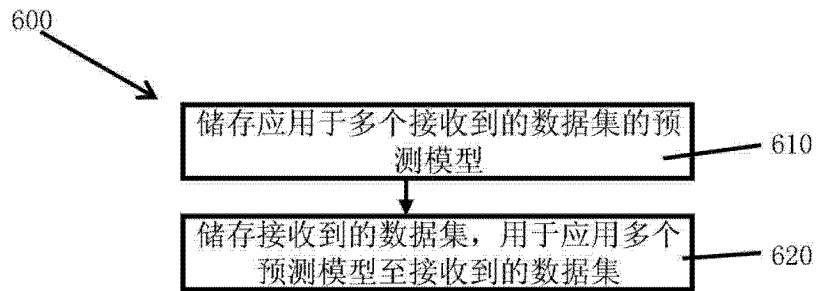 600
储存应用于多个接收到的数据集的预
测模型
610
储存接收到的数据集，用于应用多个
预测模型至接收到的数据集
620